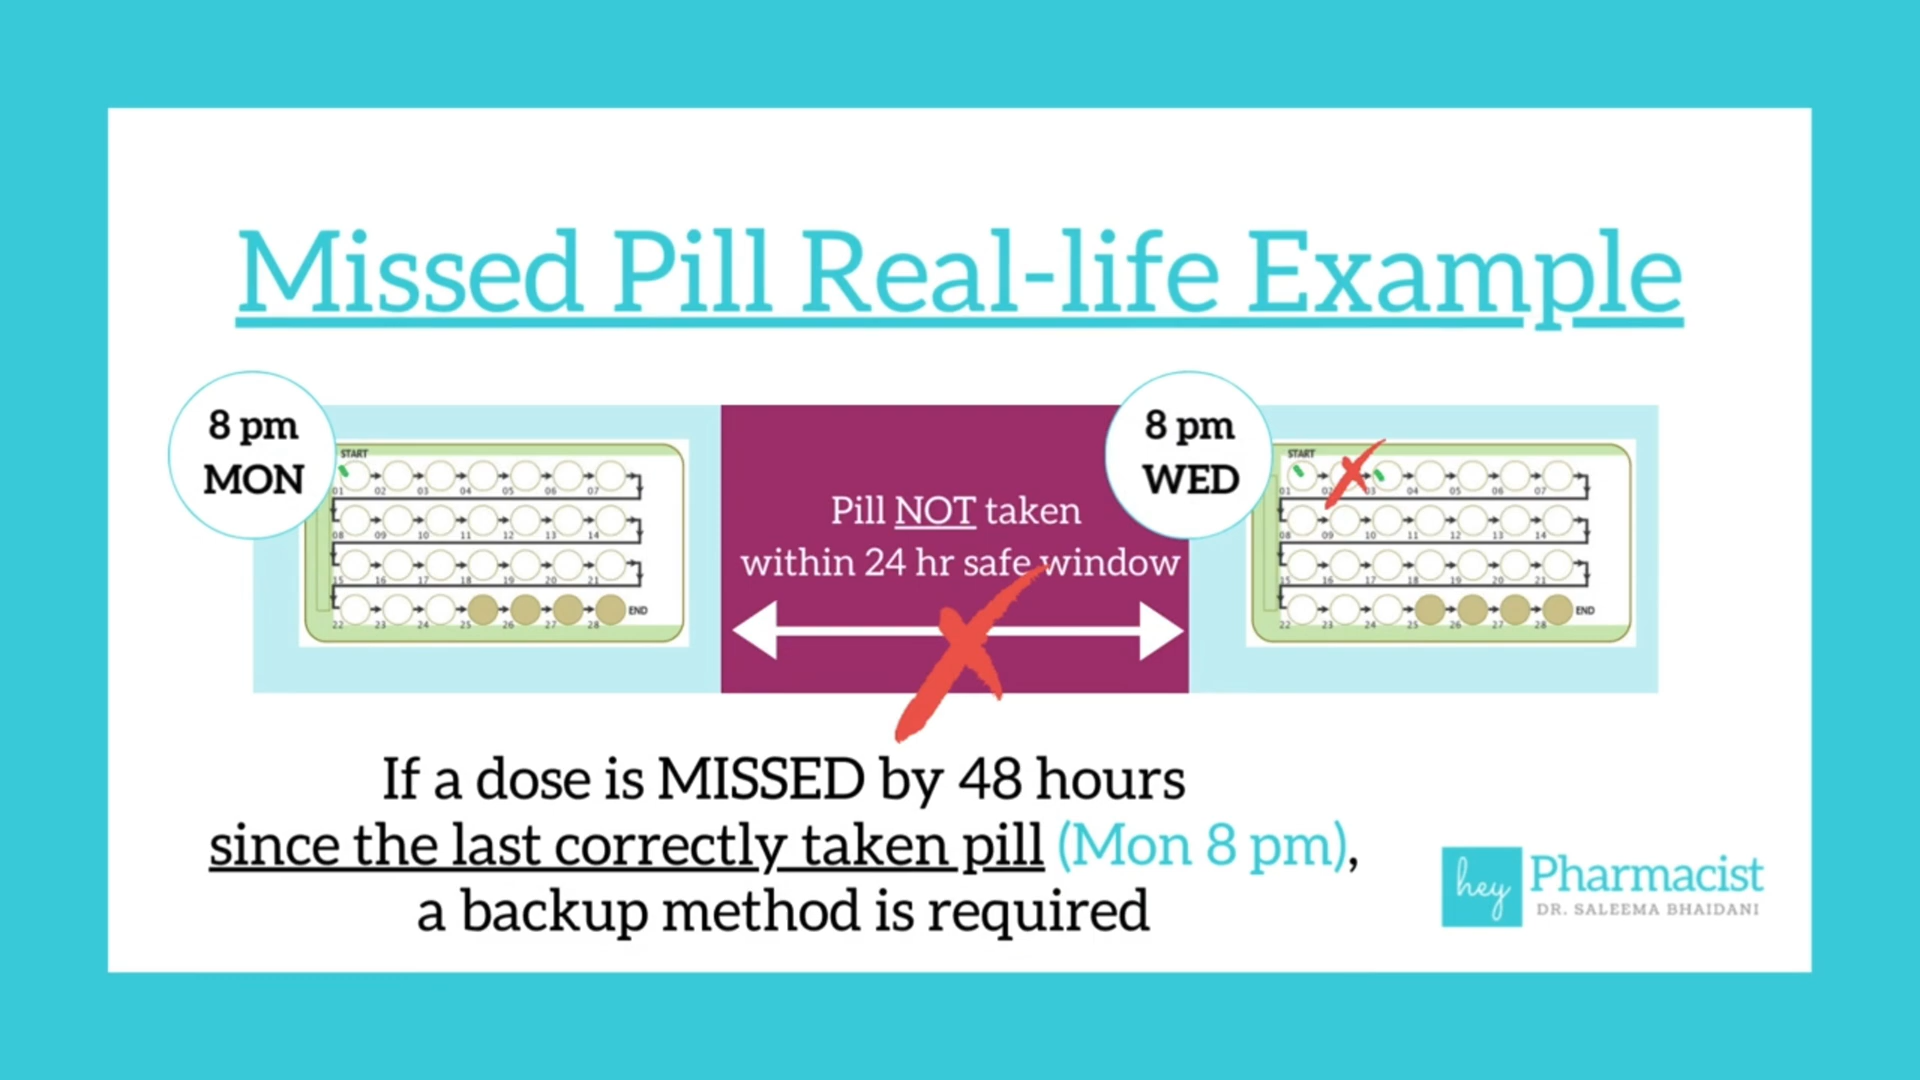 Missed Pill Real-life Example
8 pm
MON
START
01 02 03 04 05 06 07
08 09 10 11 12 13 14
15 16 17 18 19 20 21
22 23 24 25 26 27 28
END
Pill NOT taken
within 24 hr safe window
8 pm
WED
START
01 02 03 04 05 06 07
08 09 10 11 12 13 14
15 16 17 18 19 20 21
22 23 24 25 26 27 28
END
If a dose is MISSED by 48 hours
since the last correctly taken pill (Mon 8 pm),
a backup method is required
hey Pharmacist
DR. SALEEMA BHAIDANI